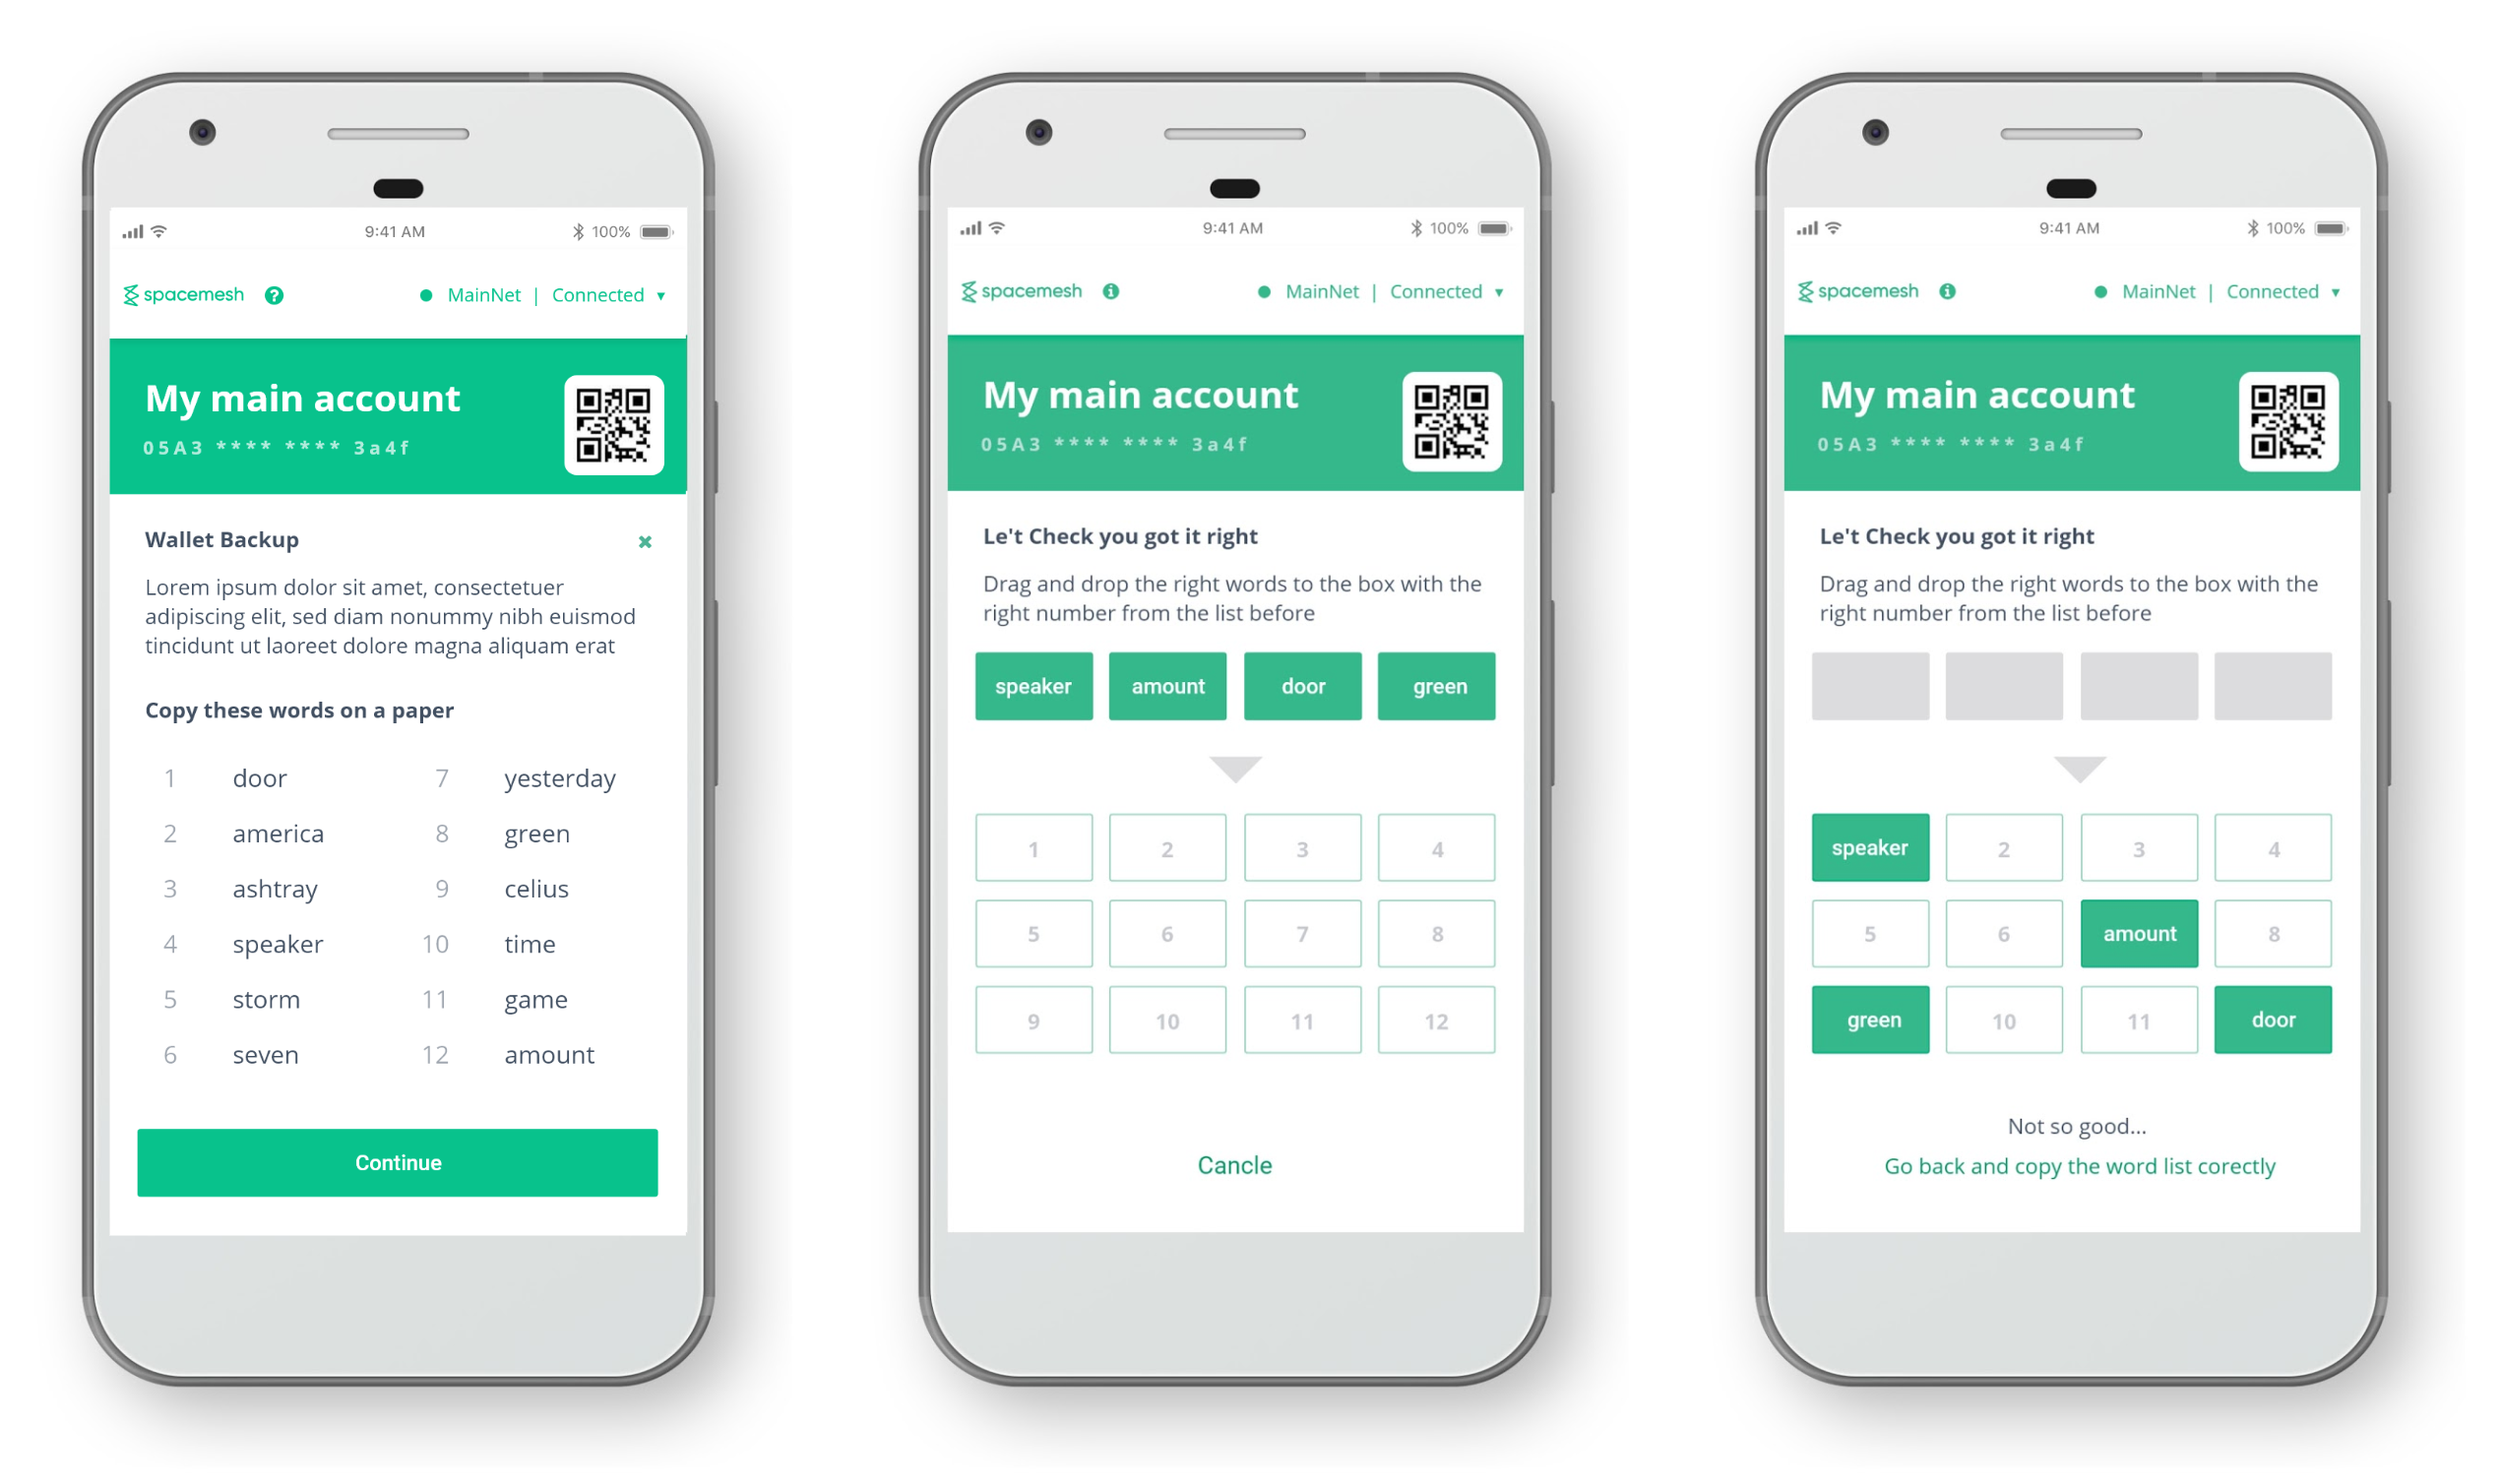 9:41 AM 100%
spacemesh ? MainNet | Connected ▾
My main account
05A3 **** **** 3a4f
Wallet Backup ×
Lorem ipsum dolor sit amet, consectetuer
adipiscing elit, sed diam nonummy nibh euismod
tincidunt ut laoreet dolore magna aliquam erat
Copy these words on a paper
1 door 7 yesterday
2 america 8 green
3 ashtray 9 celius
4 speaker 10 time
5 storm 11 game
6 seven 12 amount
Continue
9:41 AM 100%
spacemesh i MainNet | Connected ▾
My main account
05A3 **** **** 3a4f
Le't Check you got it right
Drag and drop the right words to the box with the
right number from the list before
speaker amount door green
1 2 3 4
5 6 7 8
9 10 11 12
Cancle
9:41 AM 100%
spacemesh i MainNet | Connected ▾
My main account
05A3 **** **** 3a4f
Le't Check you got it right
Drag and drop the right words to the box with the
right number from the list before
speaker 2 3 4
5 6 amount 8
green 10 11 door
Not so good...
Go back and copy the word list corectly